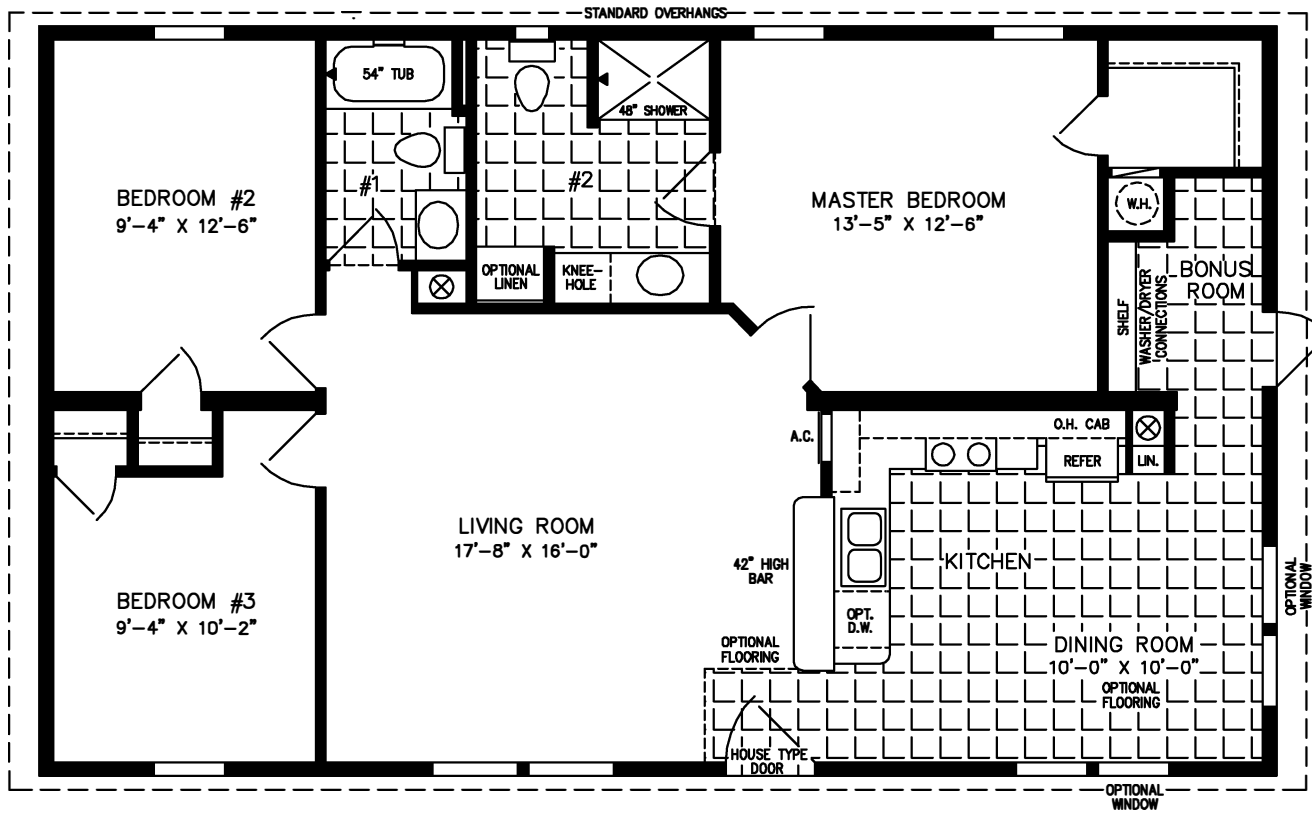 STANDARD OVERHANGS
54" TUB
48" SHOWER
#1
#2
BEDROOM #2
9'-4" X 12'-6"
MASTER BEDROOM
13'-5" X 12'-6"
W.H.
OPTIONAL
LINEN
KNEE-
HOLE
BONUS
ROOM
SHELF
WASHER/DRYER
CONNECTIONS
A.C.
O.H. CAB
REFER
LIN.
LIVING ROOM
17'-8" X 16'-0"
42" HIGH
BAR
KITCHEN
OPTIONAL
WINDOW
BEDROOM #3
9'-4" X 10'-2"
OPT.
D.W.
OPTIONAL
FLOORING
DINING ROOM
10'-0" X 10'-0"
OPTIONAL
FLOORING
HOUSE TYPE
DOOR
OPTIONAL
WINDOW